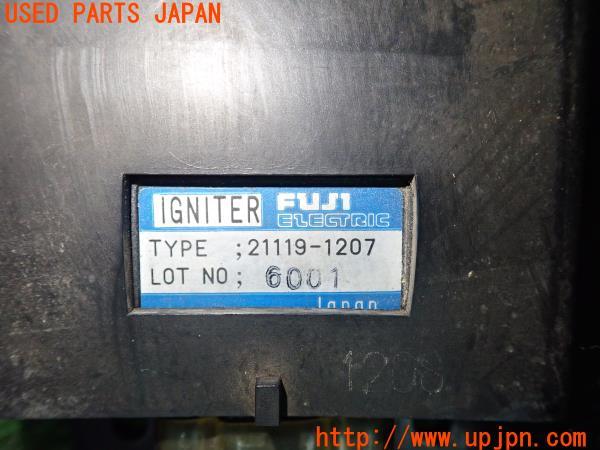 USED PARTS JAPAN
IGNITER FUJI ELECTRIC
TYPE ; 21119-1207
LOT NO ; 6001
Japan
http://www.upjpn.com